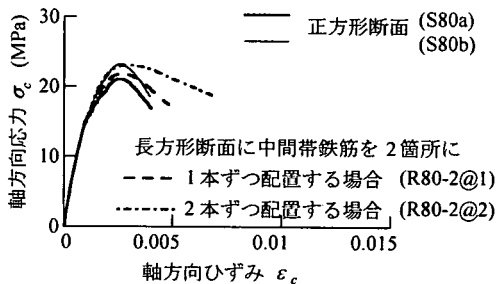 正方形断面 (S80a)
(S80b)
軸方向応力 σc (MPa)
30
20
10
0
長方形断面に中間帯鉄筋を2箇所に
1本ずつ配置する場合 (R80-2@1)
2本ずつ配置する場合 (R80-2@2)
0 0.005 0.01 0.015
軸方向ひずみ εc